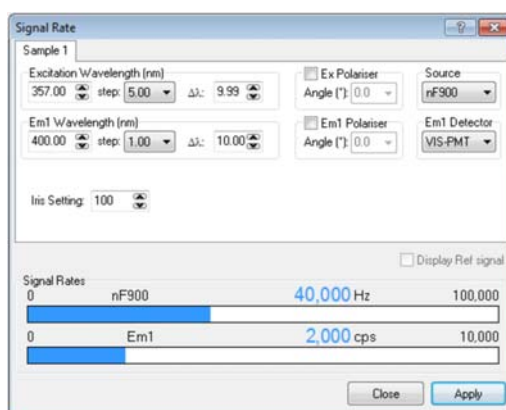 Signal Rate
Sample 1
Excitation Wavelength (nm)
357.00 step: 5.00 Δλ: 9.99
Ex Polariser
Angle (°): 0.0
Source
nF900
Em1 Wavelength (nm)
400.00 step: 1.00 Δλ: 10.00
Em1 Polariser
Angle (°): 0.0
Em1 Detector
VIS-PMT
Iris Setting: 100
Display Ref signal
Signal Rates
0 nF900 40,000 Hz 100,000
0 Em1 2,000 cps 10,000
Close Apply